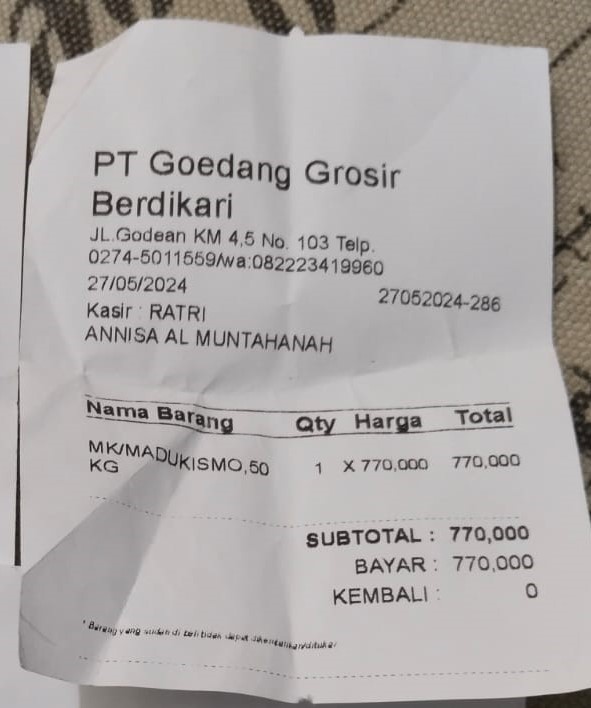 PT Goedang Grosir
Berdikari
JL.Godean KM 4,5 No. 103 Telp.
0274-5011559/wa:082223419960
27/05/2024 27052024-286
Kasir : RATRI
ANNISA AL MUNTAHANAH
Nama Barang Qty Harga Total
MK/MADUKISMO,50 1 X 770,000 770,000
KG
SUBTOTAL : 770,000
BAYAR : 770,000
KEMBALI : 0
* Barang yang sudah di beli tidak dapat dikembalikan/ditukar